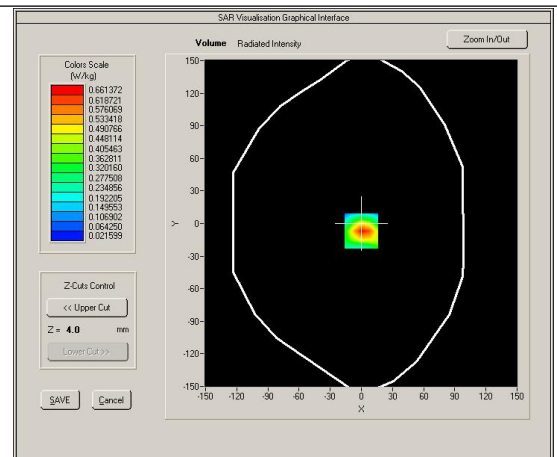 SAR Visualisation Graphical Interface
Volume Radiated Intensity
Zoom In/Out
Colors Scale
(W/kg)
0.661372
0.618721
0.576069
0.533418
0.490766
0.448114
0.405463
0.362811
0.320160
0.277508
0.234856
0.192205
0.149553
0.106902
0.064250
0.021599
Z-Cuts Control
<< Upper Cut
Z = 4.0 mm
Lower Cut >>
SAVE Cancel
150
120
90
60
30
0
-30
-60
-90
-120
-150
Y
-150 -120 -90 -60 -30 0 30 60 90 120 150
X